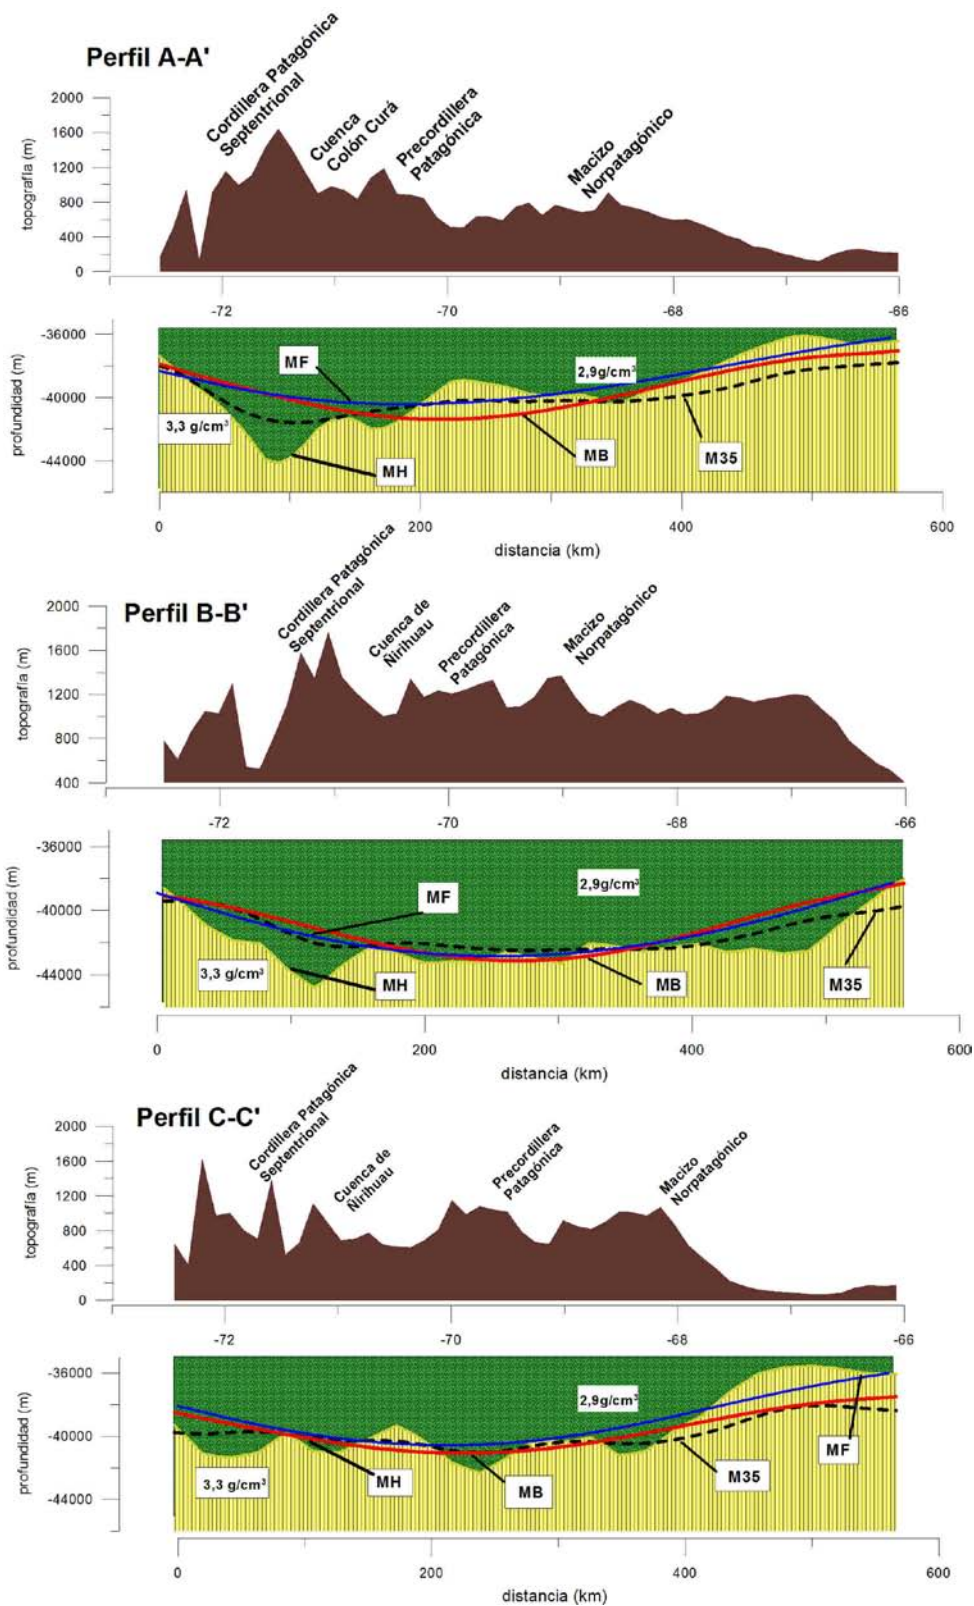 Perfil A-A'
Cordillera Patagónica
Septentrional
Cuenca
Colón Curá
Precordillera
Patagónica
Macizo
Norpatagónico
topografía (m)
2000
1600
1200
800
400
0
-72
-70
-68
-66
profundidad (m)
-36000
-40000
-44000
MF
2,9g/cm³
3,3 g/cm³
MH
MB
M35
0
200
400
600
distancia (km)
Perfil B-B'
Cordillera Patagónica
Septentrional
Cuenca de
Ñirihuau
Precordillera
Patagónica
Macizo
Norpatagónico
topografía (m)
2000
1600
1200
800
400
-72
-70
-68
-66
profundidad (m)
-36000
-40000
-44000
MF
2,9g/cm³
3,3 g/cm³
MH
MB
M35
0
200
400
600
distancia (km)
Perfil C-C'
Cordillera Patagónica
Septentrional
Cuenca de
Ñirihuau
Precordillera
Patagónica
Macizo
Norpatagónico
topografía (m)
2000
1600
1200
800
400
0
-72
-70
-68
-66
profundidad (m)
-36000
-40000
-44000
2,9g/cm³
3,3 g/cm³
MH
MB
M35
MF
0
200
400
600
distancia (km)